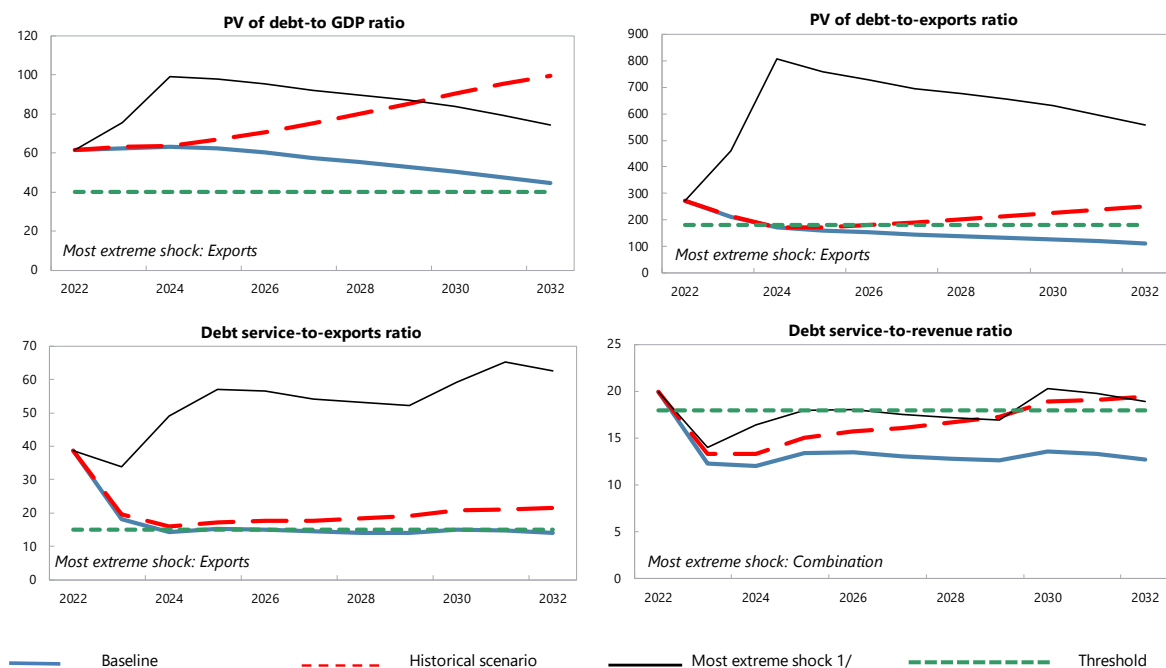 PV of debt-to GDP ratio
120
100
80
60
40
20
0
Most extreme shock: Exports
2022 2024 2026 2028 2030 2032
PV of debt-to-exports ratio
900
800
700
600
500
400
300
200
100
0
Most extreme shock: Exports
2022 2024 2026 2028 2030 2032
Debt service-to-exports ratio
70
60
50
40
30
20
10
0
Most extreme shock: Exports
2022 2024 2026 2028 2030 2032
Debt service-to-revenue ratio
25
20
15
10
5
0
Most extreme shock: Combination
2022 2024 2026 2028 2030 2032
Baseline Historical scenario Most extreme shock 1/ Threshold